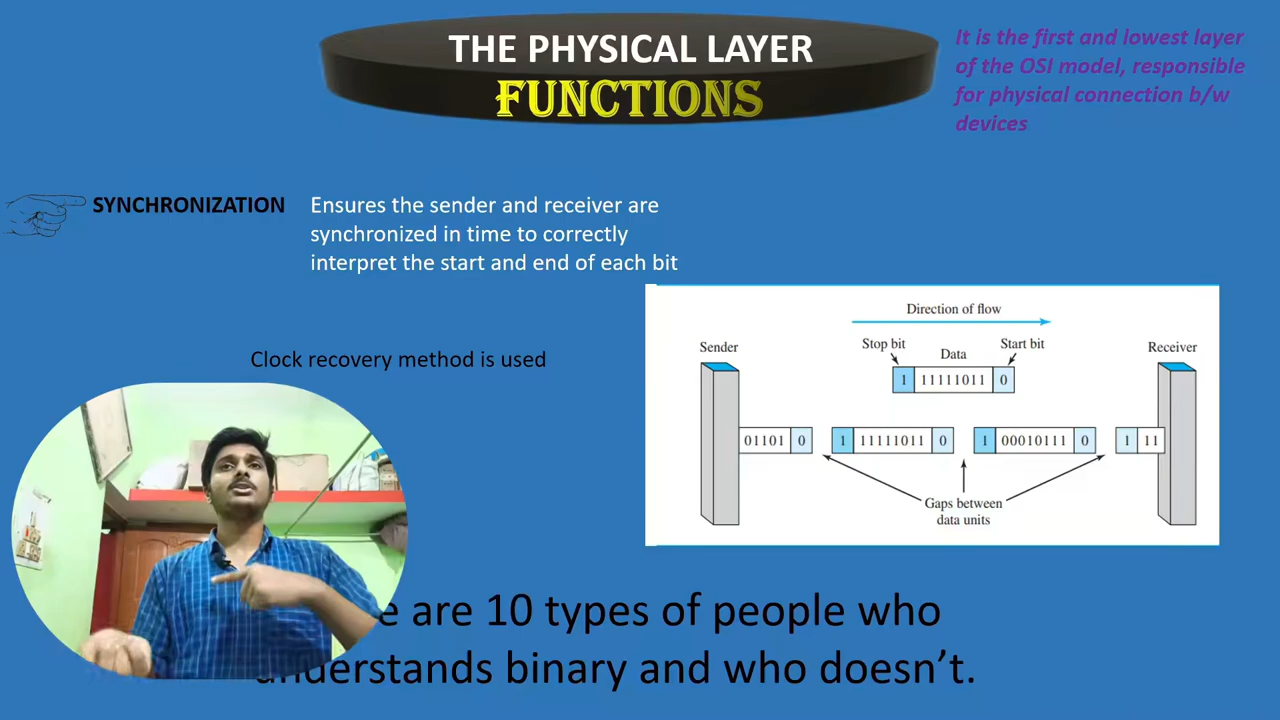 THE PHYSICAL LAYER
FUNCTIONS
It is the first and lowest layer
of the OSI model, responsible
for physical connection b/w
devices
SYNCHRONIZATION
Ensures the sender and receiver are
synchronized in time to correctly
interpret the start and end of each bit
Clock recovery method is used
Direction of flow
Sender
Stop bit
Data
Start bit
Receiver
1 11111011 0
01101 0
1 11111011 0
1 00010111 0
1 11
Gaps between
data units
are 10 types of people who
understands binary and who doesn’t.